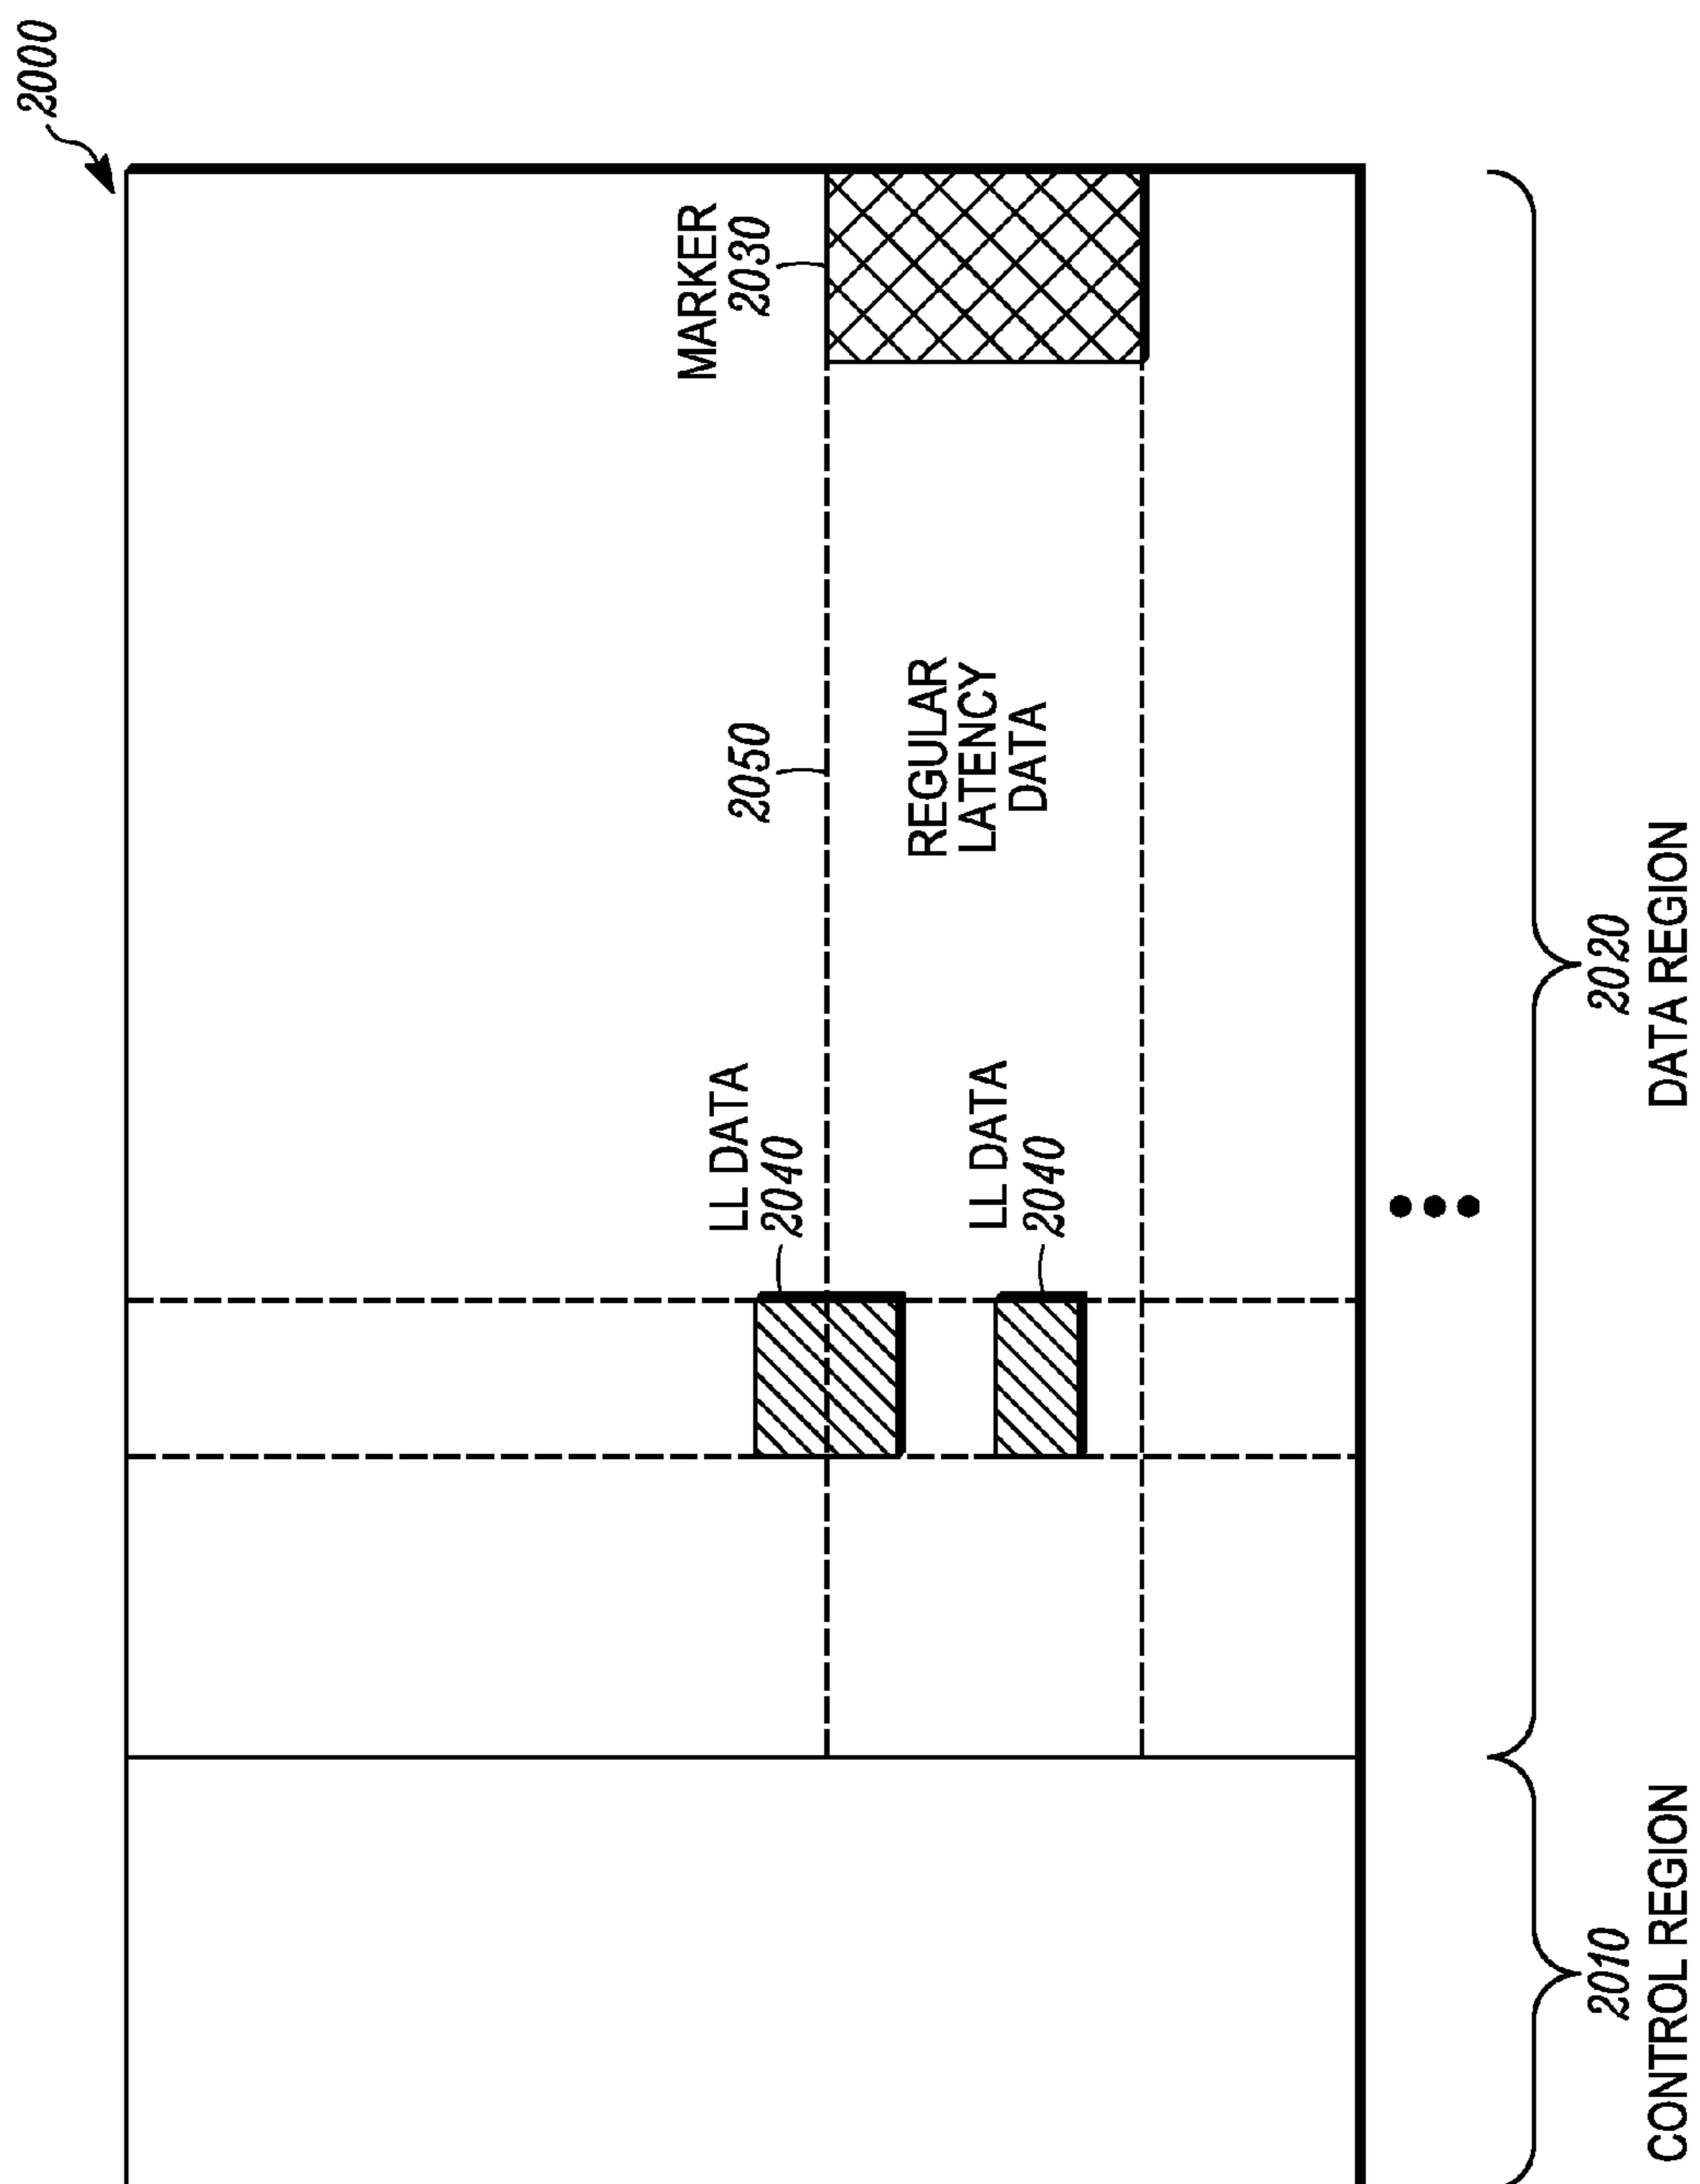 2000
MARKER
2030
2050
REGULAR
LATENCY
DATA
LL DATA
2040
LL DATA
2040
2020
DATA REGION
2010
CONTROL REGION